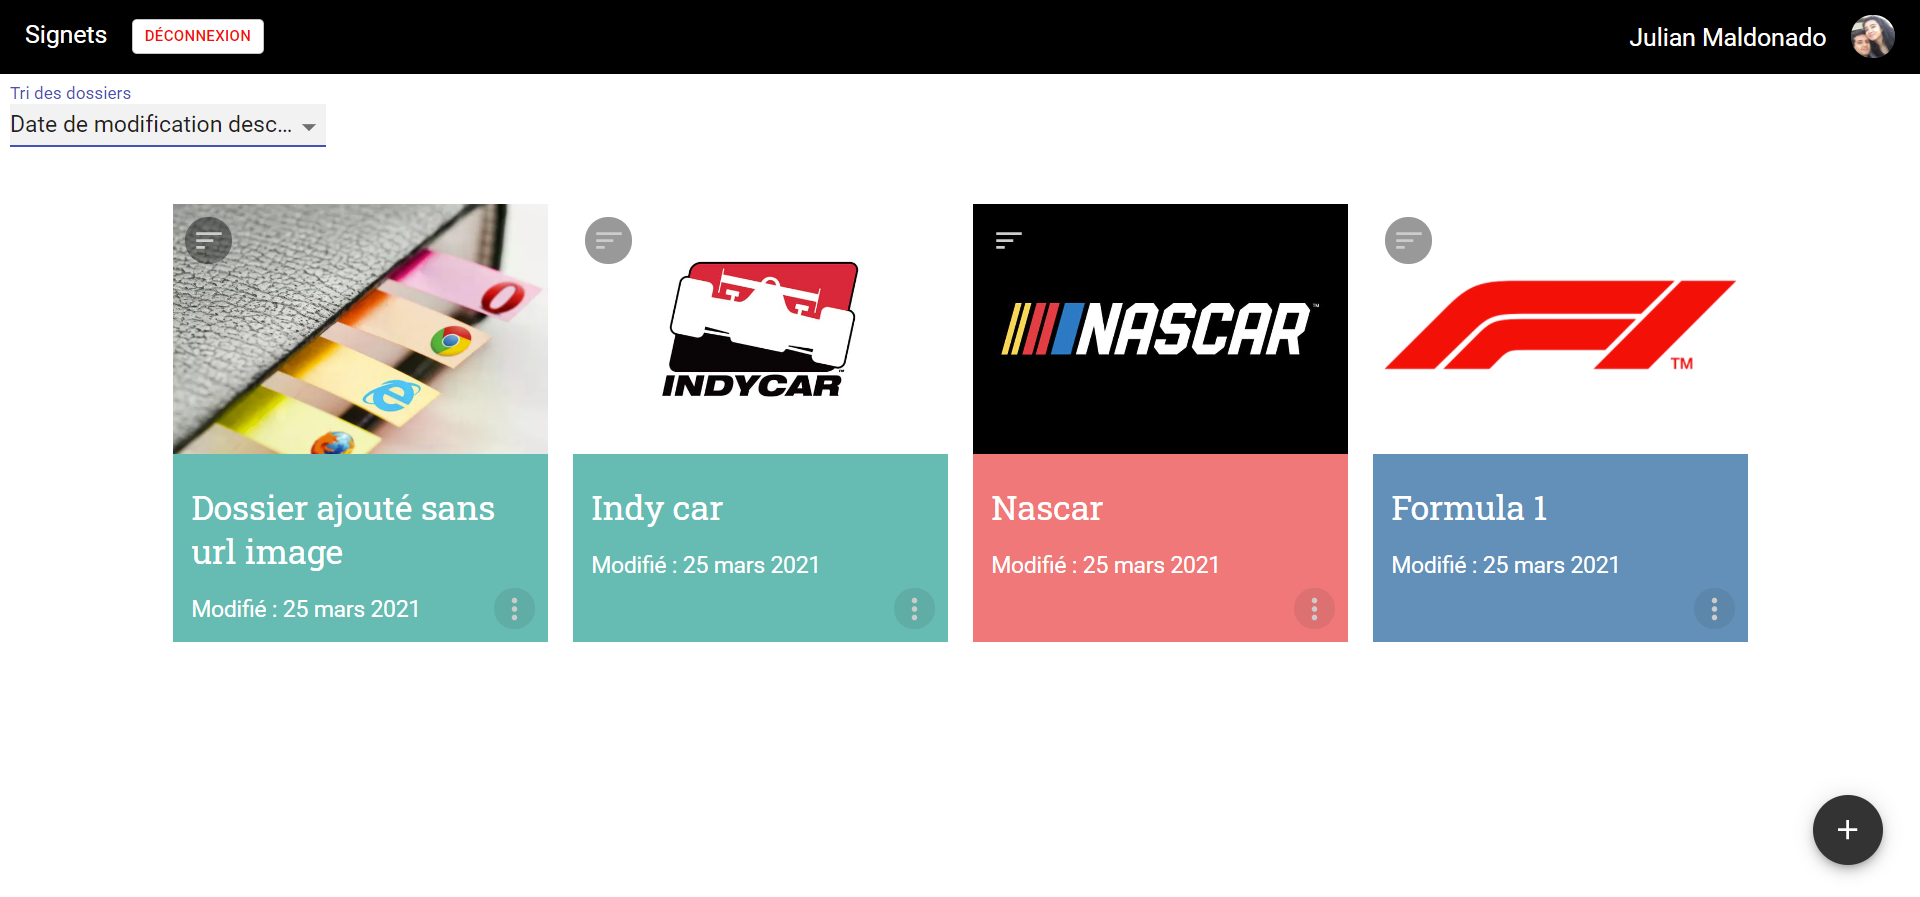 Signets
DÉCONNEXION
Julian Maldonado
Tri des dossiers
Date de modification desc...
INDYCAR
NASCAR™
F1
TM
Dossier ajouté sans
url image
Modifié : 25 mars 2021
Indy car
Modifié : 25 mars 2021
Nascar
Modifié : 25 mars 2021
Formula 1
Modifié : 25 mars 2021